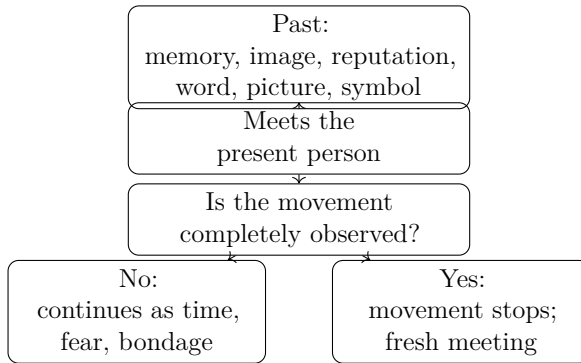 Past:
memory, image, reputation,
word, picture, symbol
Meets the
present person
Is the movement
completely observed?
No:
continues as time,
fear, bondage
Yes:
movement stops;
fresh meeting